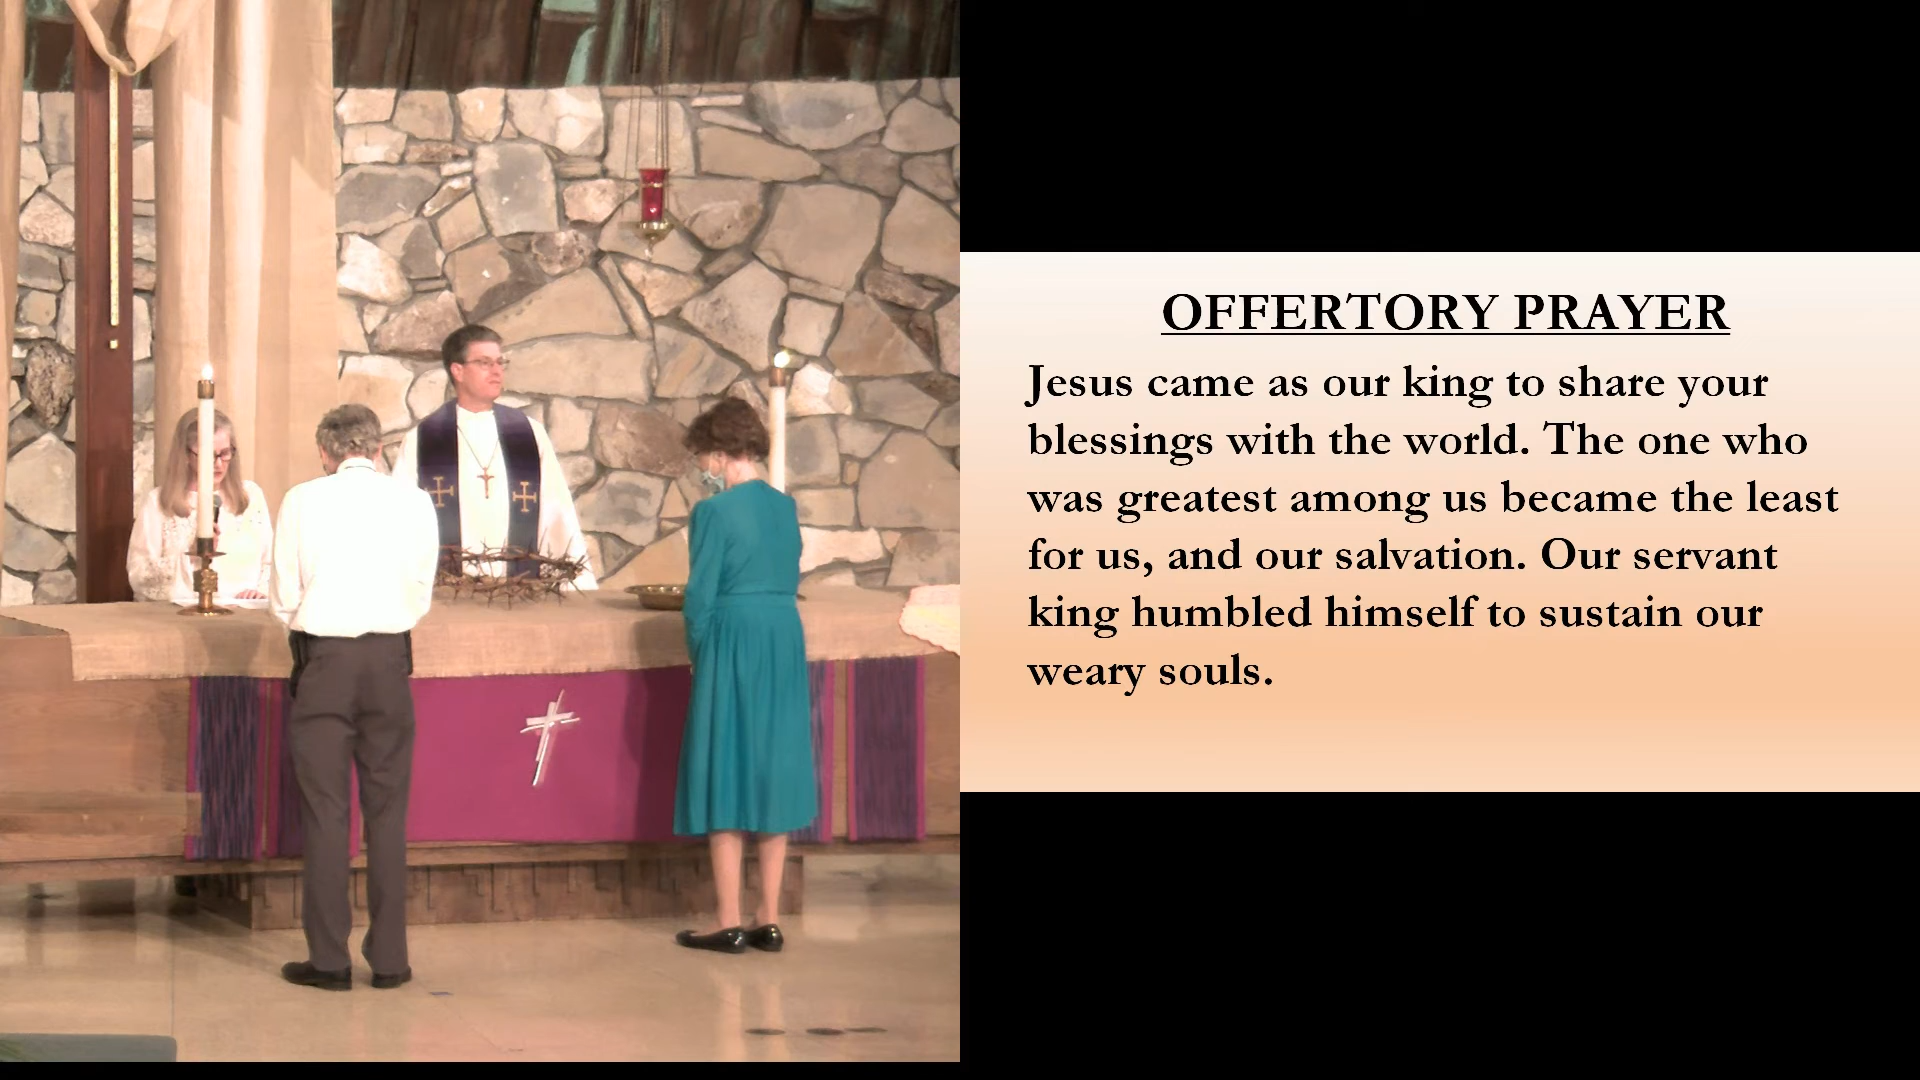 OFFERTORY PRAYER
Jesus came as our king to share your
blessings with the world. The one who
was greatest among us became the least
for us, and our salvation. Our servant
king humbled himself to sustain our
weary souls.